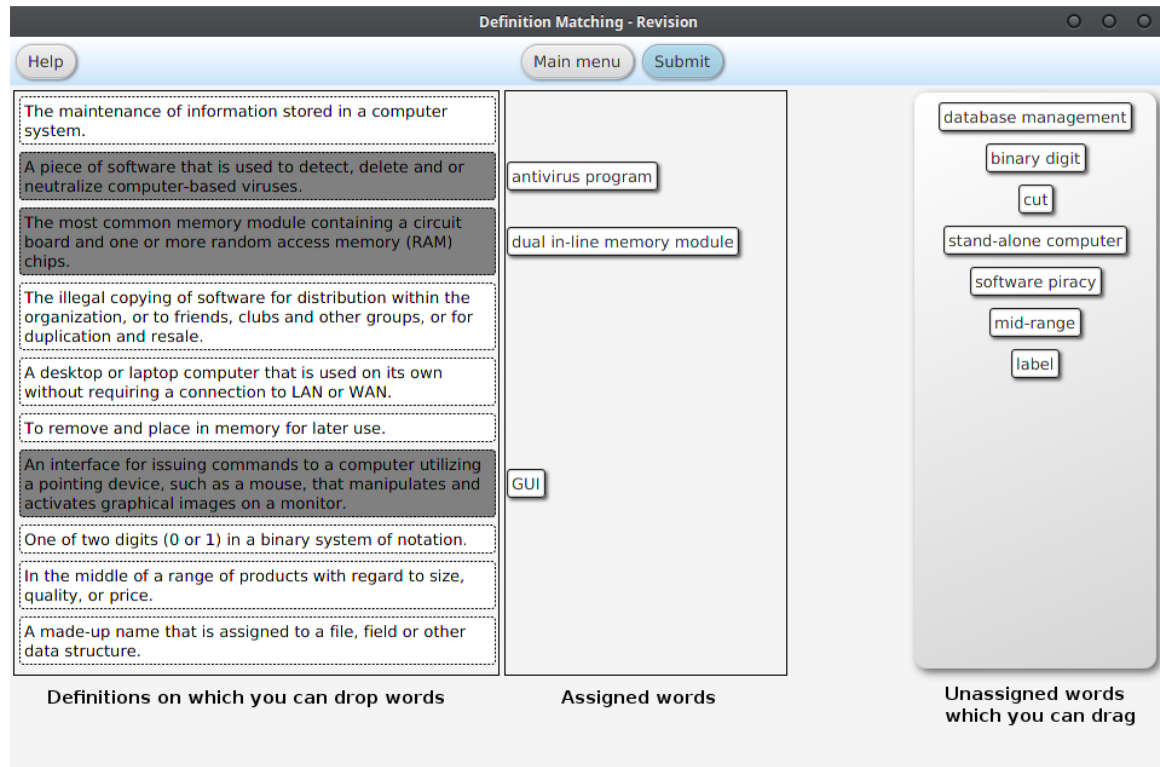 Definition Matching - Revision
Help
Main menu
Submit
The maintenance of information stored in a computer
system.
A piece of software that is used to detect, delete and or
neutralize computer-based viruses.
antivirus program
The most common memory module containing a circuit
board and one or more random access memory (RAM)
chips.
dual in-line memory module
The illegal copying of software for distribution within the
organization, or to friends, clubs and other groups, or for
duplication and resale.
A desktop or laptop computer that is used on its own
without requiring a connection to LAN or WAN.
To remove and place in memory for later use.
An interface for issuing commands to a computer utilizing
a pointing device, such as a mouse, that manipulates and
activates graphical images on a monitor.
GUI
One of two digits (0 or 1) in a binary system of notation.
In the middle of a range of products with regard to size,
quality, or price.
A made-up name that is assigned to a file, field or other
data structure.
database management
binary digit
cut
stand-alone computer
software piracy
mid-range
label
Definitions on which you can drop words
Assigned words
Unassigned words
which you can drag